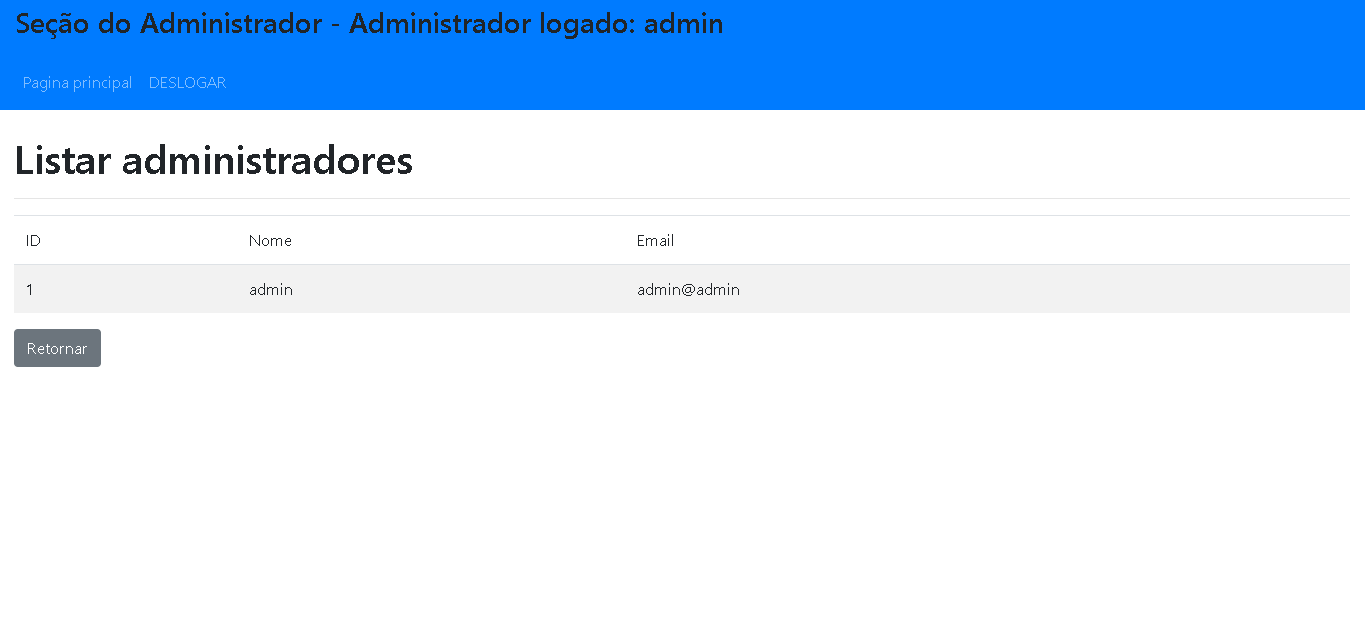 Seção do Administrador - Administrador logado: admin
Pagina principal DESLOGAR
Listar administradores
ID Nome Email
1 admin admin@admin
Retornar